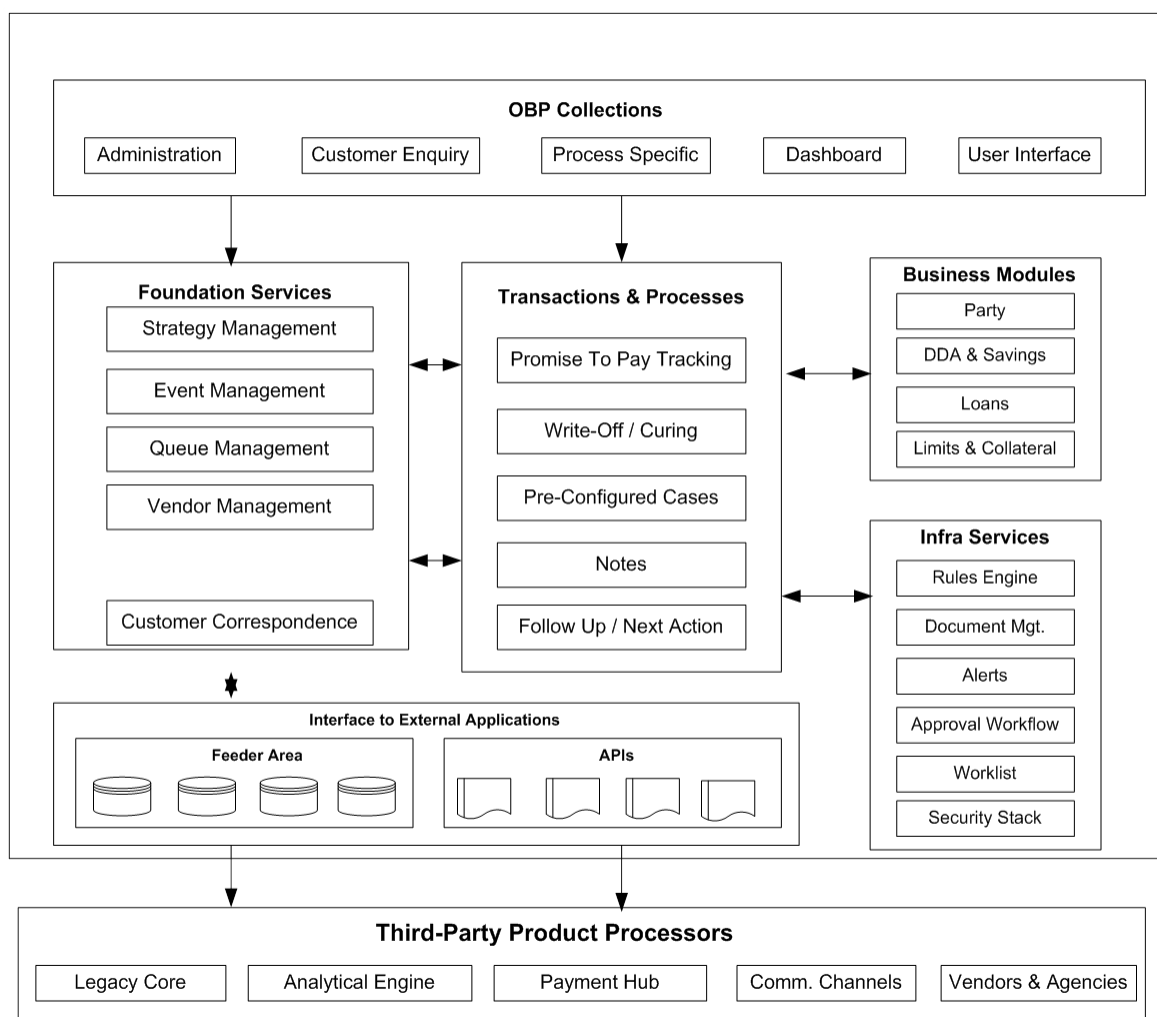 OBP Collections
Administration
Customer Enquiry
Process Specific
Dashboard
User Interface
Foundation Services
Strategy Management
Event Management
Queue Management
Vendor Management
Customer Correspondence
Transactions & Processes
Promise To Pay Tracking
Write-Off / Curing
Pre-Configured Cases
Notes
Follow Up / Next Action
Business Modules
Party
DDA & Savings
Loans
Limits & Collateral
Infra Services
Rules Engine
Document Mgt.
Alerts
Approval Workflow
Worklist
Security Stack
Interface to External Applications
Feeder Area
APIs
Third-Party Product Processors
Legacy Core
Analytical Engine
Payment Hub
Comm. Channels
Vendors & Agencies